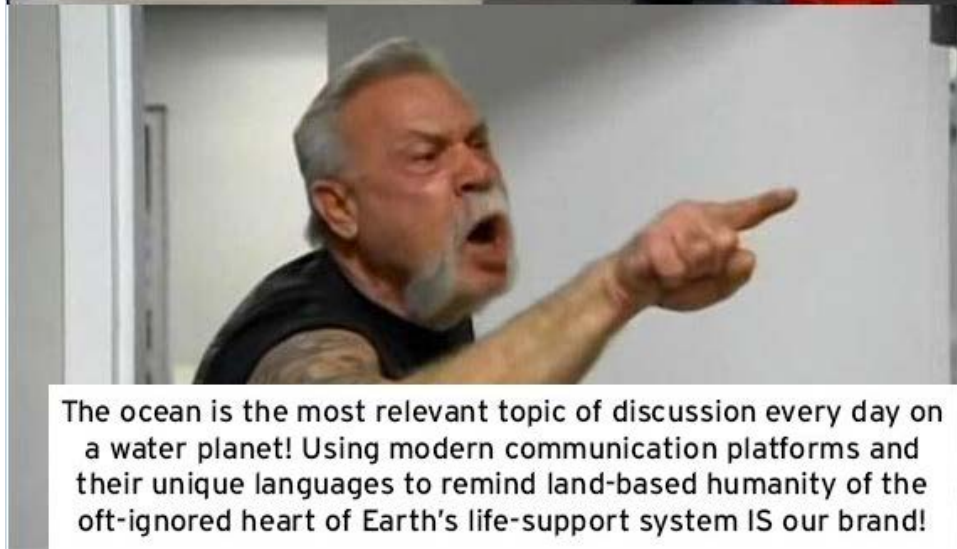 The ocean is the most relevant topic of discussion every day on
a water planet! Using modern communication platforms and
their unique languages to remind land-based humanity of the
oft-ignored heart of Earth's life-support system IS our brand!